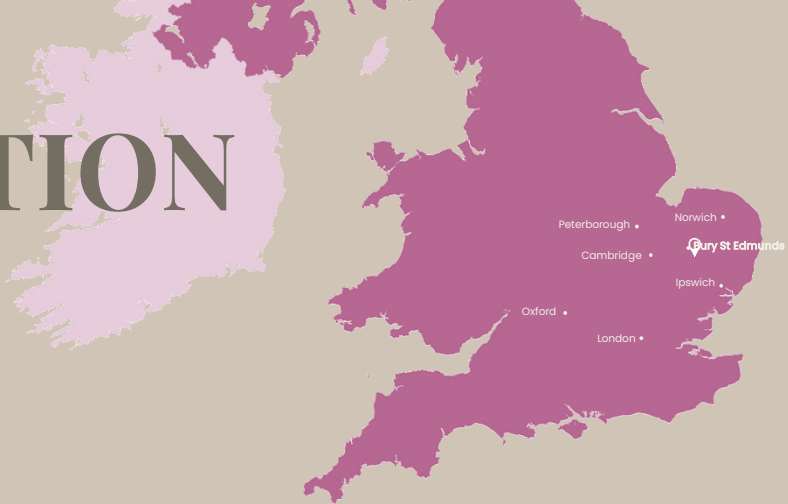 TION
Norwich
Peterborough
Bury St Edmunds
Cambridge
Ipswich
Oxford
London